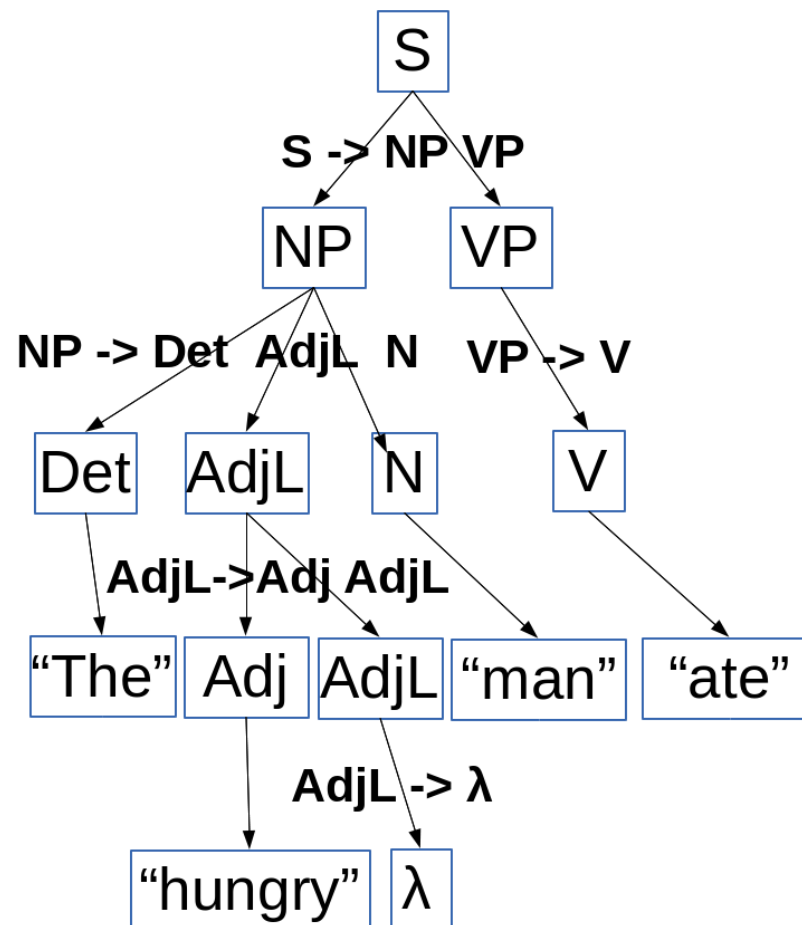 S
S -> NP VP
NP VP
NP -> Det AdjL N VP -> V
Det AdjL N V
AdjL->Adj AdjL
“The” Adj AdjL “man” “ate”
AdjL -> λ
“hungry” λ